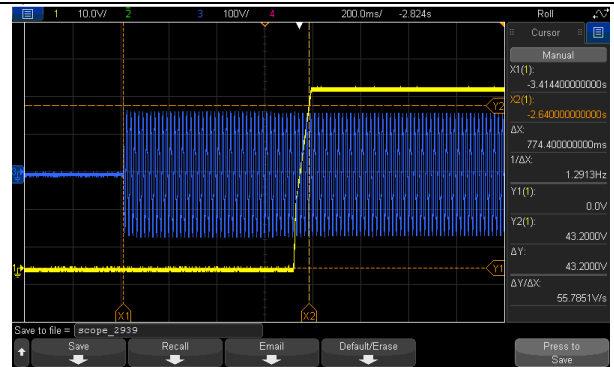 1 10.0V/ 2 3 100V/ 4 200.0ms/ -2.824s Roll
Cursor
Manual
X1(1):
-3.414400000000s
X2(1):
-2.640000000000s
ΔX:
774.40000000ms
1/ΔX:
1.2913Hz
Y1(1):
0.0V
Y2(1):
43.2000V
ΔY:
43.2000V
ΔY/ΔX:
55.7851V/s
Y2
Y1
X1 X2
Save to file = scope_2939
Save Recall Email Default/Erase Press to
Save